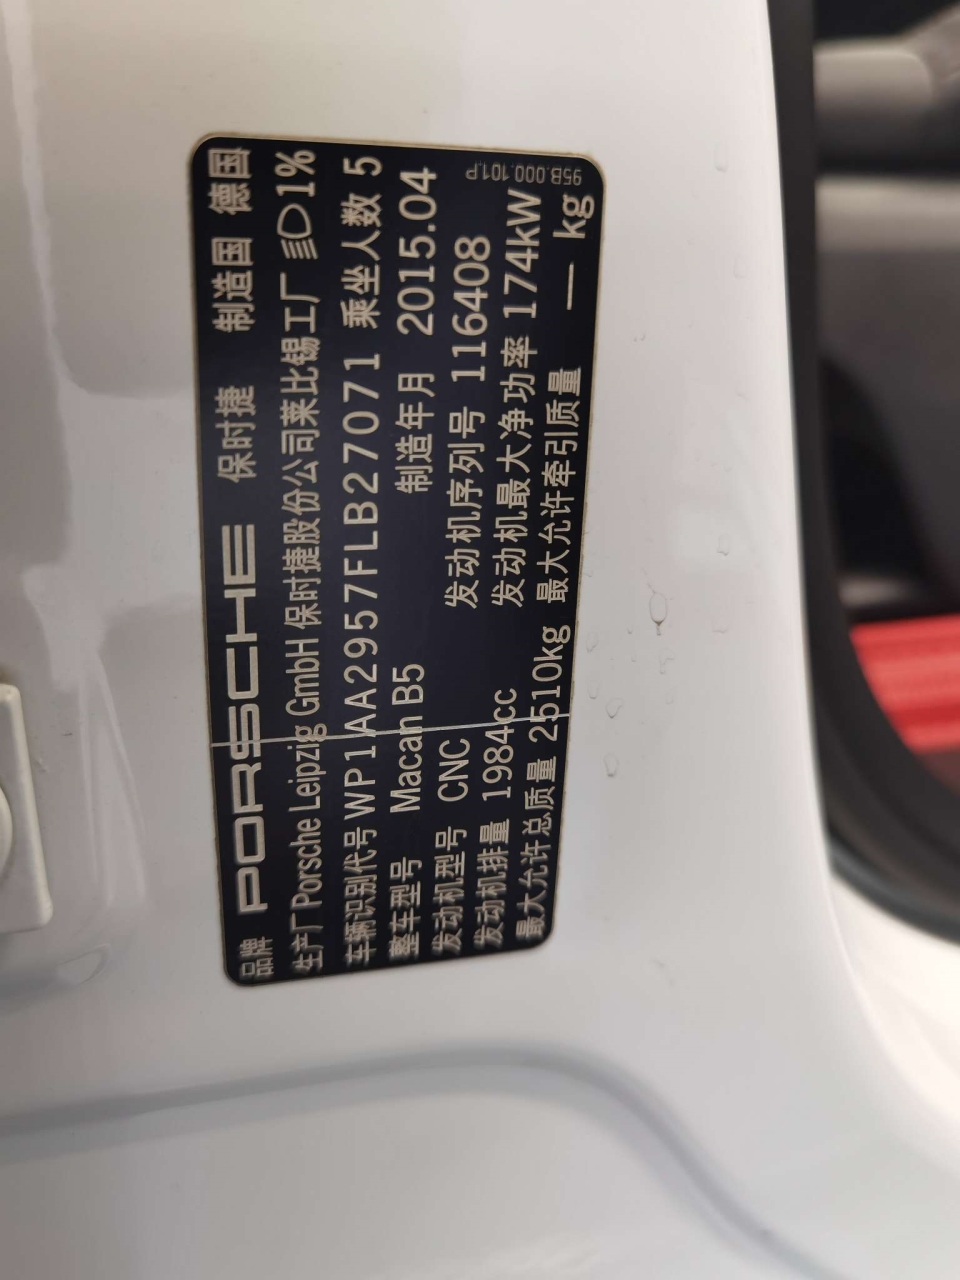 品牌 PORSCHE 保时捷 制造国 德国
生产厂 Porsche Leipzig GmbH 保时捷股份公司莱比锡工厂 1%
车辆识别代号 WP1AA2957FLB27071 乘坐人数 5
整车型号 Macan B5 制造年月 2015.04
发动机型号 CNC 发动机序列号 116408
发动机排量 1984cc 发动机最大净功率 174kW
最大允许总质量 2510kg 最大允许牵引质量 — kg
95B.000.101.P